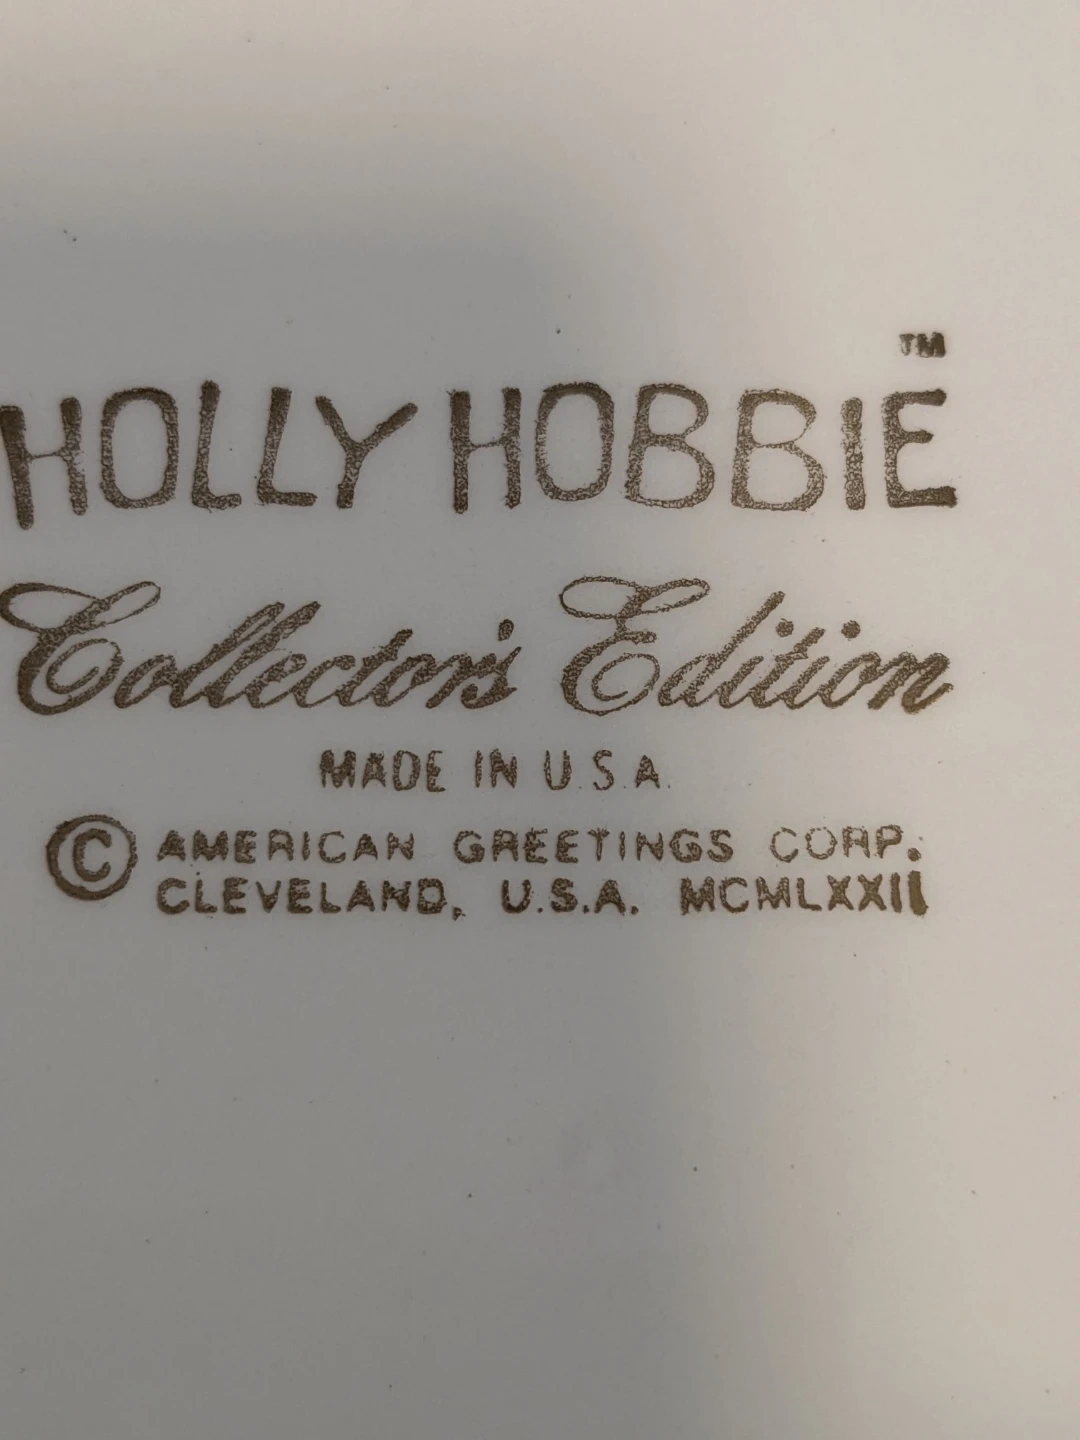 HOLLY HOBBIE™
Collector's Edition
MADE IN U.S.A.
© AMERICAN GREETINGS CORP.
CLEVELAND, U.S.A. MCMLXXII